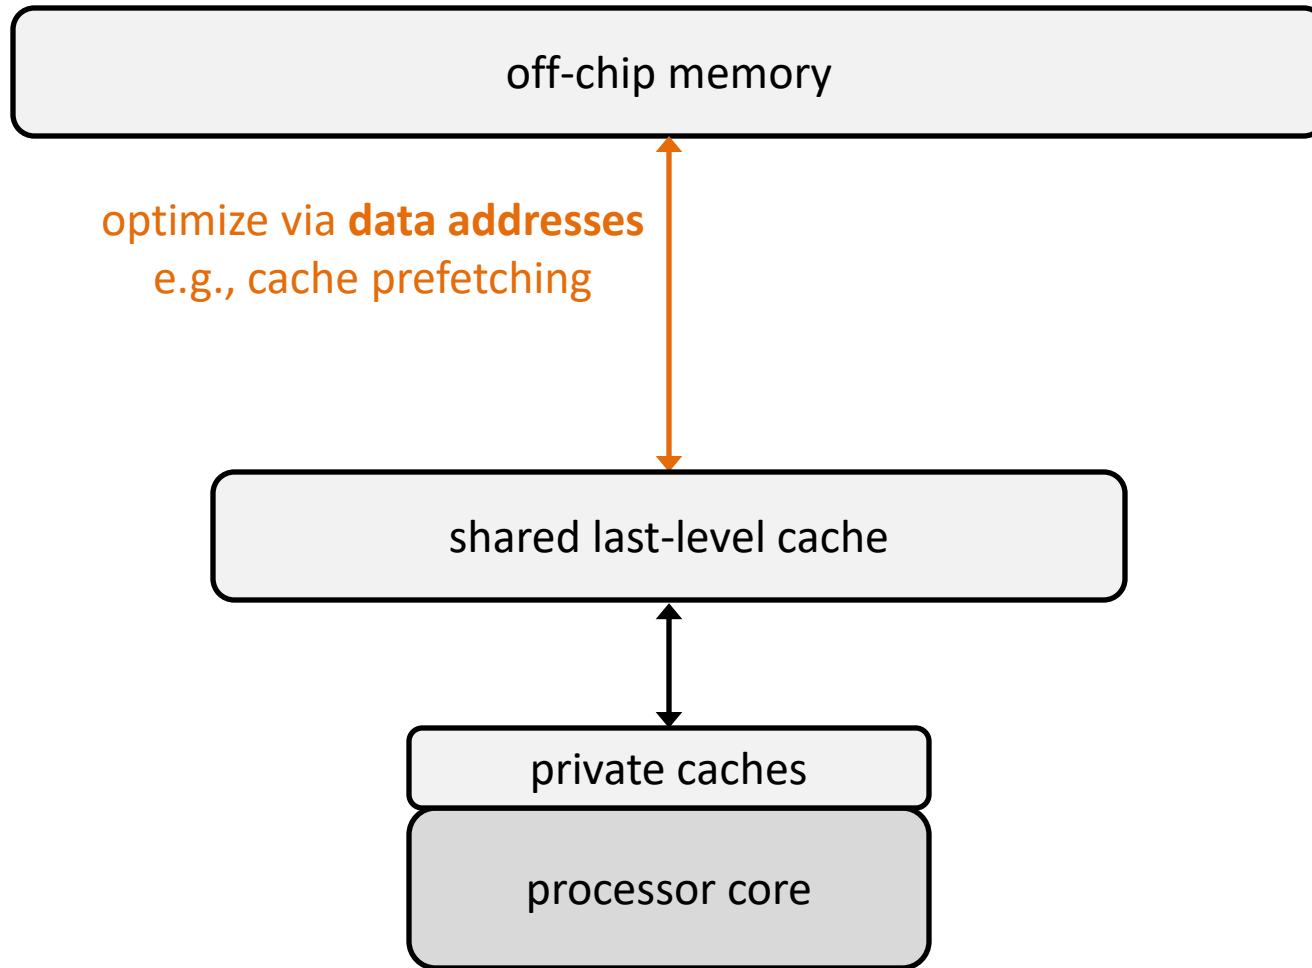 off-chip memory
optimize via data addresses
e.g., cache prefetching
shared last-level cache
private caches
processor core